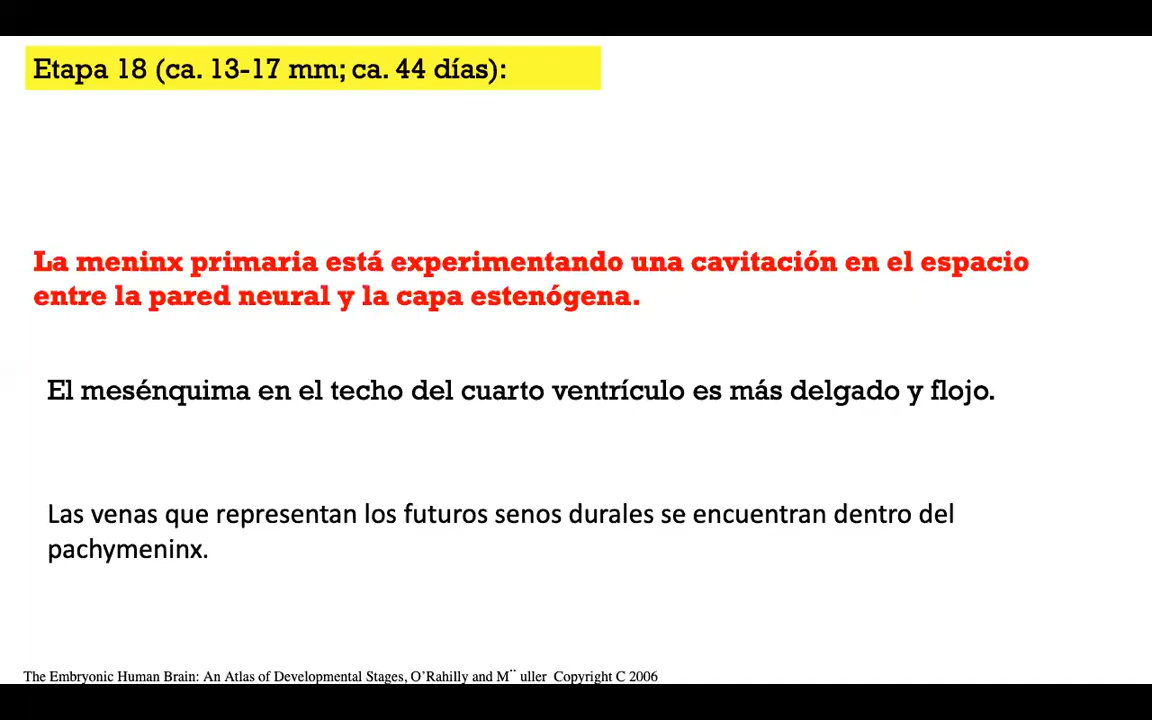 Etapa 18 (ca. 13-17 mm; ca. 44 días):
La meninx primaria está experimentando una cavitación en el espacio
entre la pared neural y la capa estenógena.
El mesénquima en el techo del cuarto ventrículo es más delgado y flojo.
Las venas que representan los futuros senos durales se encuentran dentro del
pachymeninx.
The Embryonic Human Brain: An Atlas of Developmental Stages, O’Rahilly and M¨ uller Copyright C 2006